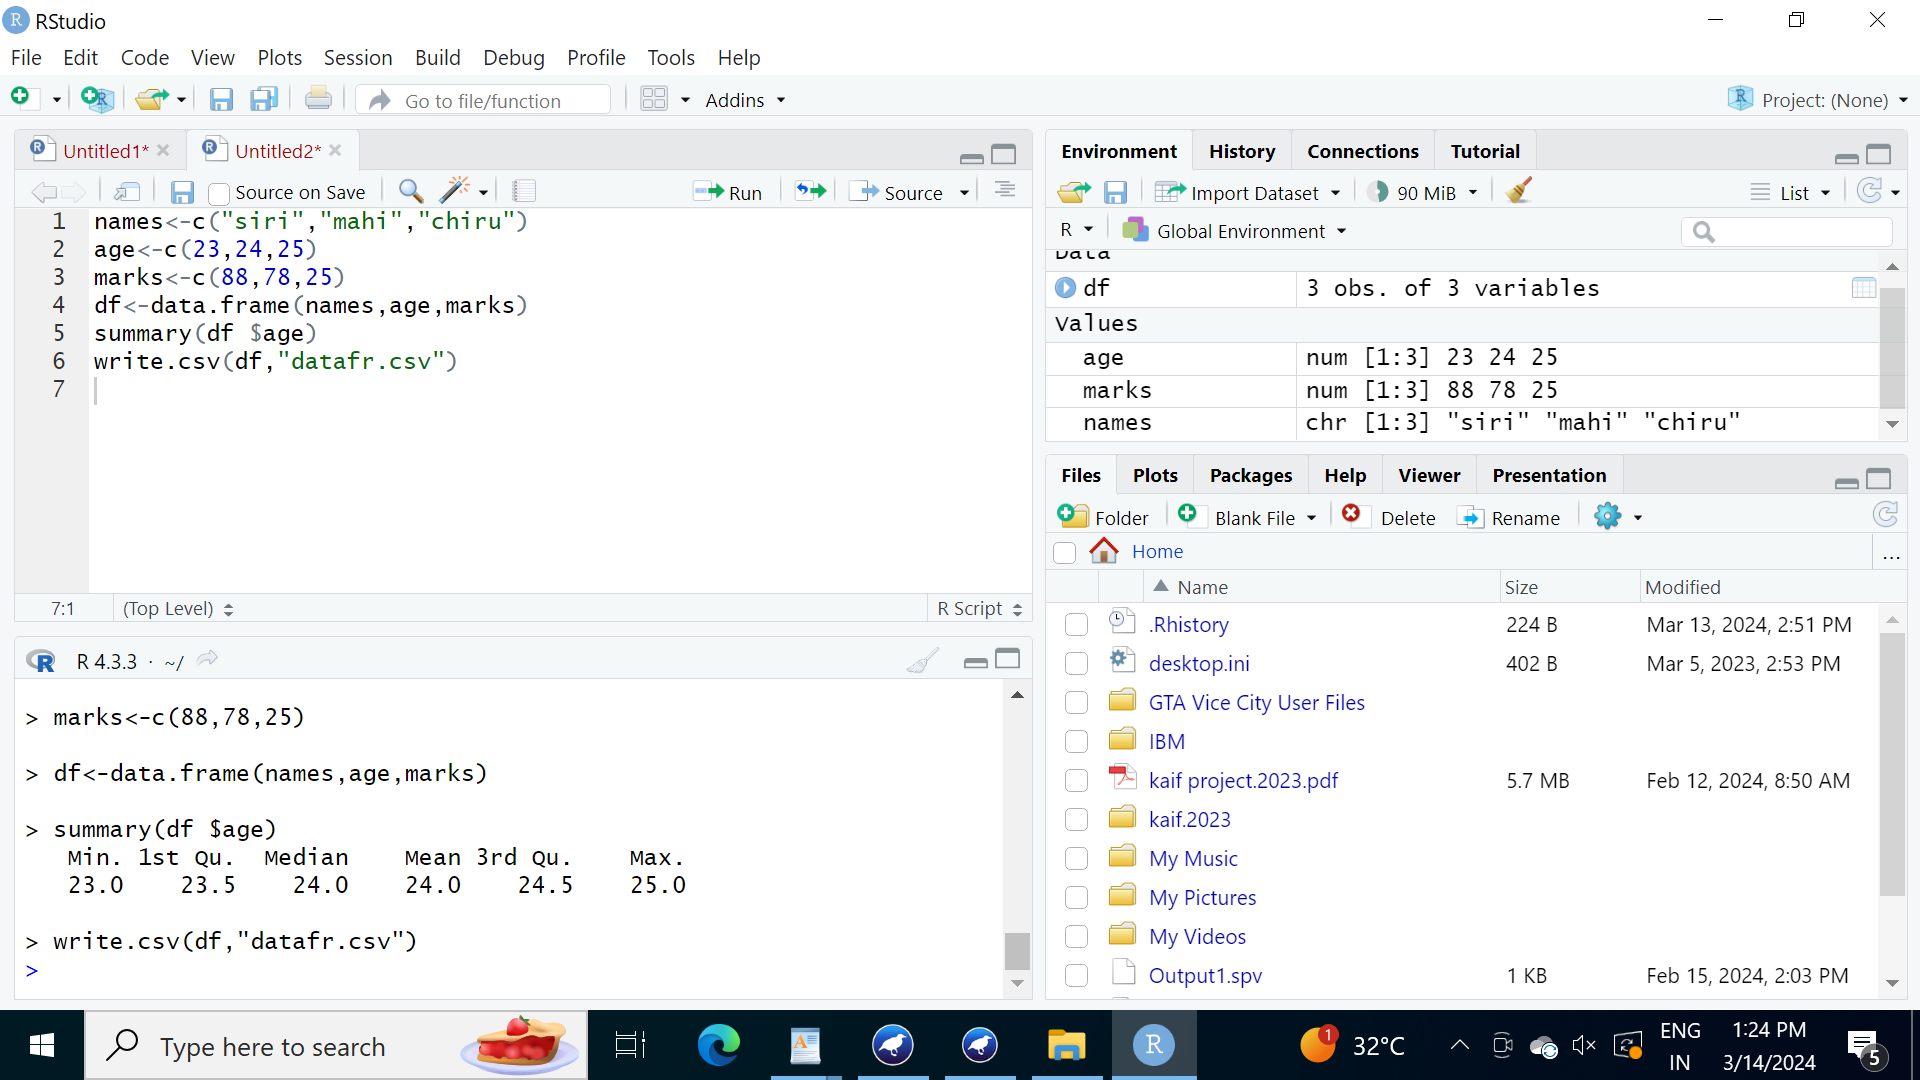 RStudio
File Edit Code View Plots Session Build Debug Profile Tools Help
Go to file/function Addins Project: (None)
Untitled1* Untitled2*
Source on Save Run Source
1 names<-c("siri","mahi","chiru")
2 age<-c(23,24,25)
3 marks<-c(88,78,25)
4 df<-data.frame(names,age,marks)
5 summary(df $age)
6 write.csv(df,"datafr.csv")
7
7:1 (Top Level) R Script
R 4.3.3 · ~/
> marks<-c(88,78,25)
> df<-data.frame(names,age,marks)
> summary(df $age)
Min. 1st Qu. Median Mean 3rd Qu. Max.
23.0 23.5 24.0 24.0 24.5 25.0
> write.csv(df,"datafr.csv")
>
Environment History Connections Tutorial
Import Dataset 90 MiB List
R Global Environment
Data
df 3 obs. of 3 variables
Values
age num [1:3] 23 24 25
marks num [1:3] 88 78 25
names chr [1:3] "siri" "mahi" "chiru"
Files Plots Packages Help Viewer Presentation
Folder Blank File Delete Rename
Home ...
Name Size Modified
.Rhistory 224 B Mar 13, 2024, 2:51 PM
desktop.ini 402 B Mar 5, 2023, 2:53 PM
GTA Vice City User Files
IBM
kaif project.2023.pdf 5.7 MB Feb 12, 2024, 8:50 AM
kaif.2023
My Music
My Pictures
My Videos
Output1.spv 1 KB Feb 15, 2024, 2:03 PM
Type here to search
1 32°C
ENG 1:24 PM
IN 3/14/2024 5